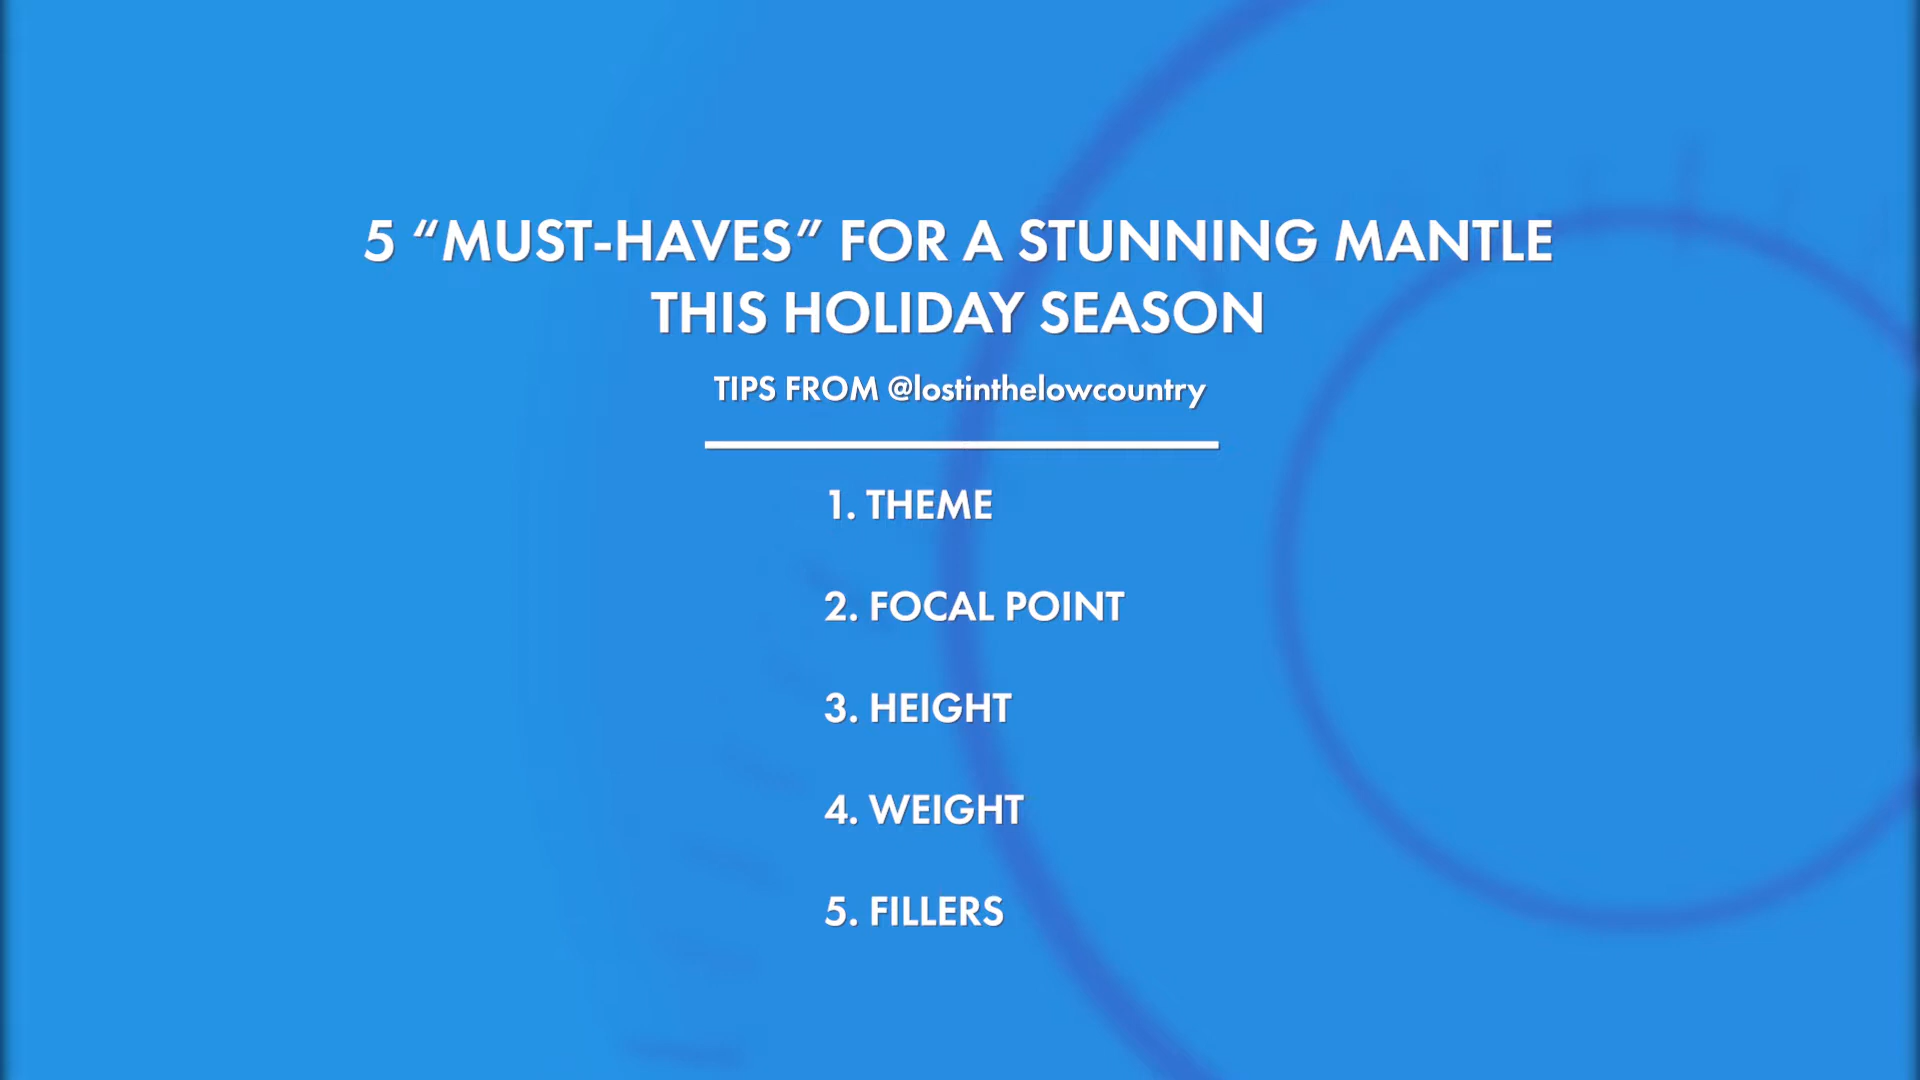 5 “MUST-HAVES” FOR A STUNNING MANTLE
THIS HOLIDAY SEASON
TIPS FROM @lostinthelowcountry
1. THEME
2. FOCAL POINT
3. HEIGHT
4. WEIGHT
5. FILLERS